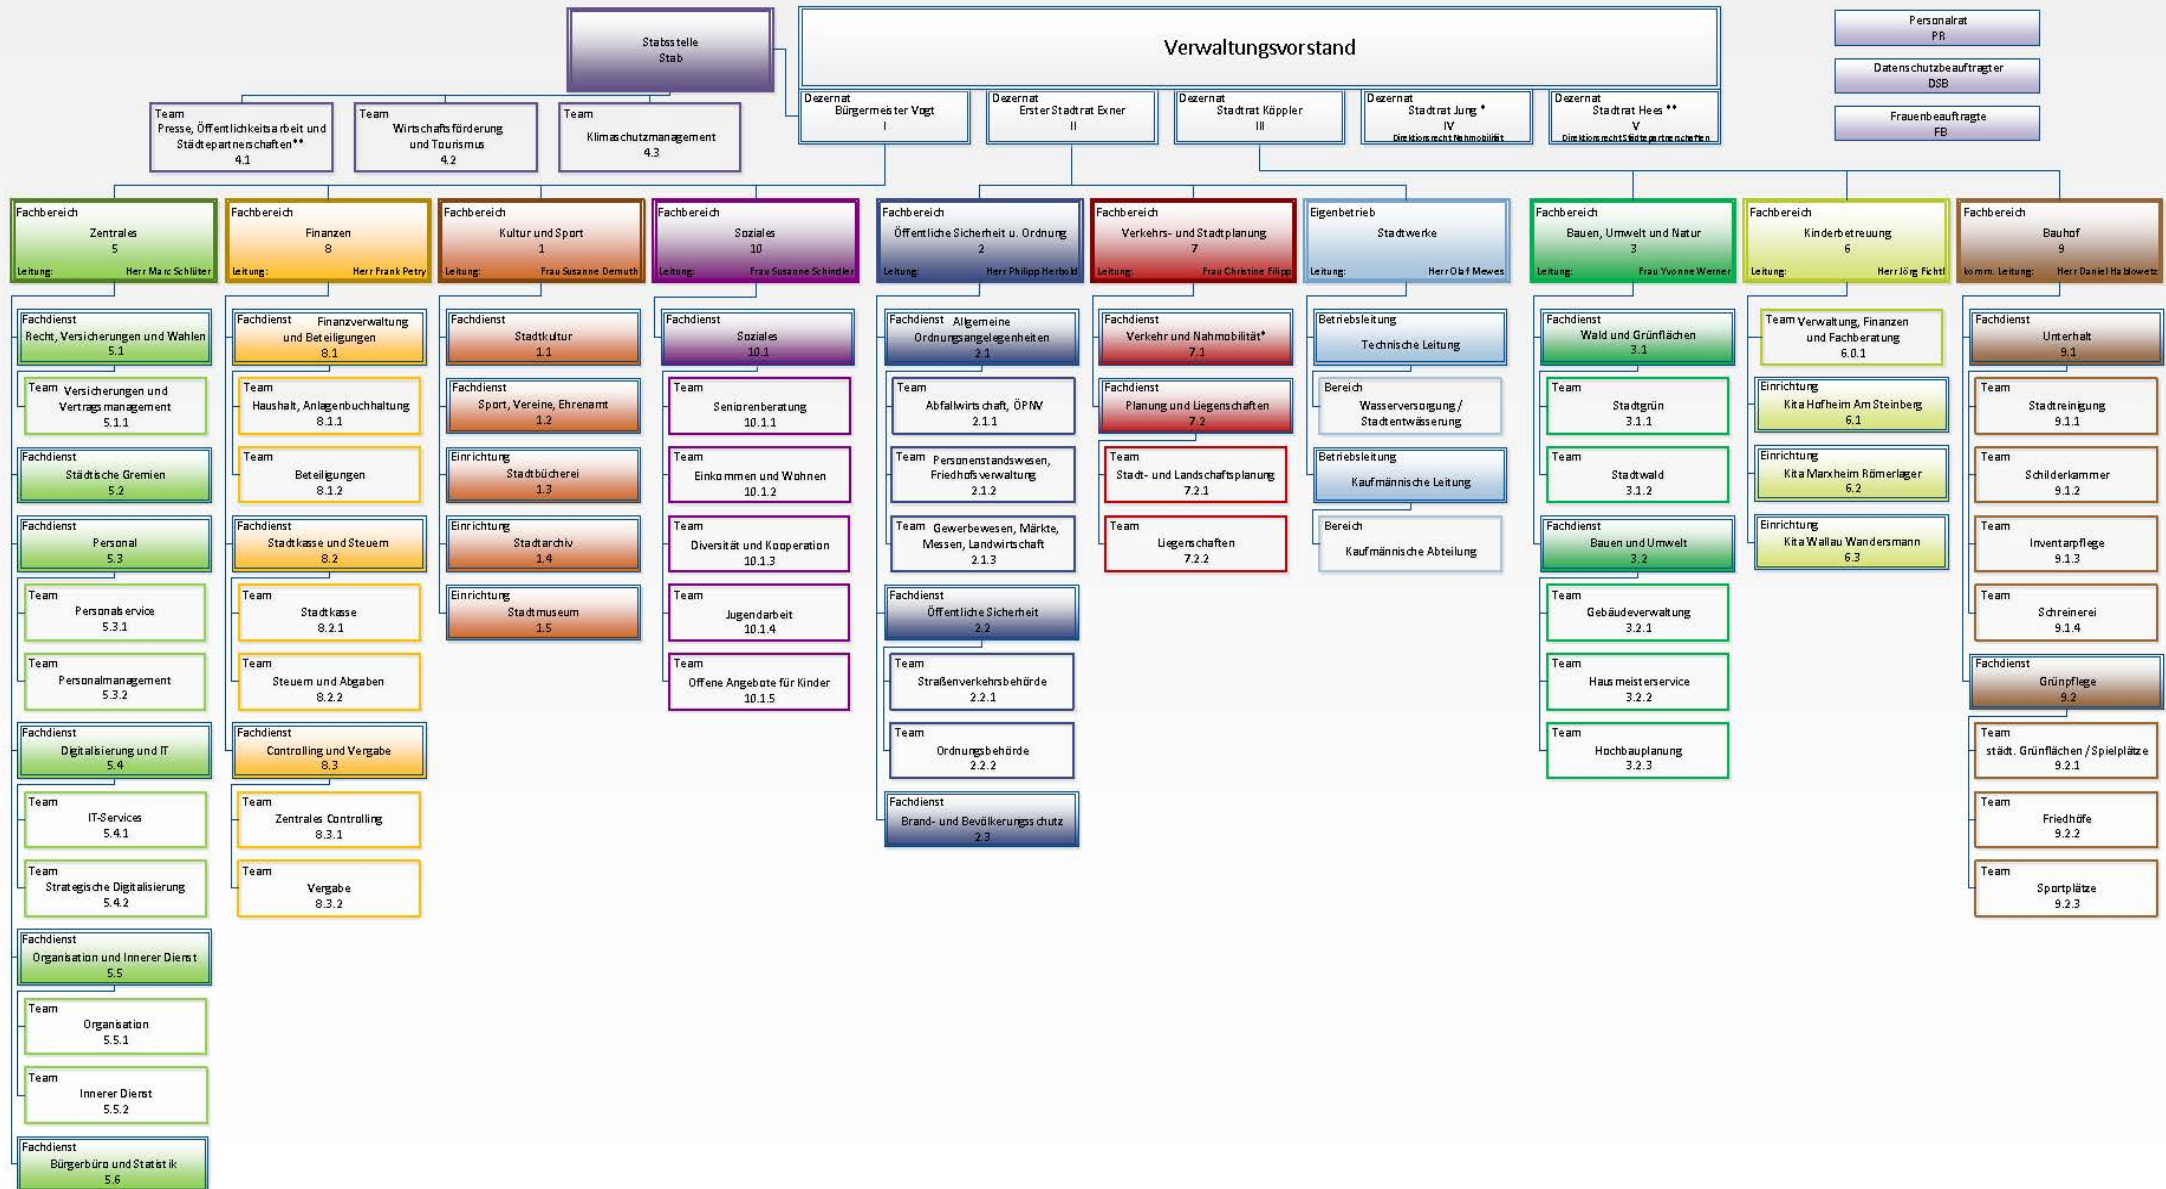 Stabsstelle
Stab
Verwaltungsvorstand
Personalrat
PR
Datenschutzbeauftragter
DSB
Frauenbeauftragte
FB
Dezernat
Bürgermeister Vogt
I
Dezernat
Erster Stadtrat Exner
II
Dezernat
Stadtrat Köppler
III
Dezernat
Stadtrat Jung *
IV
Direktionsrecht Nahmobilität
Dezernat
Stadtrat Hees **
V
Direktionsrecht Städtepartnerschaften
Team
Presse, Öffentlichkeitsarbeit und
Städtepartnerschaften**
4.1
Team
Wirtschaftsförderung
und Tourismus
4.2
Team
Klimaschutzmanagement
4.3
Fachbereich
Zentrales
5
Leitung: Herr Marc Schlüter
Fachdienst
Recht, Versicherungen und Wahlen
5.1
Team Versicherungen und
Vertragsmanagement
5.1.1
Fachdienst
Städtische Gremien
5.2
Fachdienst
Personal
5.3
Team
Personalservice
5.3.1
Team
Personalmanagement
5.3.2
Fachdienst
Digitalisierung und IT
5.4
Team
IT-Services
5.4.1
Team
Strategische Digitalisierung
5.4.2
Fachdienst
Organisation und Innerer Dienst
5.5
Team
Organisation
5.5.1
Team
Innerer Dienst
5.5.2
Fachdienst
Bürgerbüro und Statistik
5.6
Fachbereich
Finanzen
8
Leitung: Herr Frank Petry
Fachdienst Finanzverwaltung
und Beteiligungen
8.1
Team
Haushalt, Anlagenbuchhaltung
8.1.1
Team
Beteiligungen
8.1.2
Fachdienst
Stadtkasse und Steuern
8.2
Team
Stadtkasse
8.2.1
Team
Steuern und Abgaben
8.2.2
Fachdienst
Controlling und Vergabe
8.3
Team
Zentrales Controlling
8.3.1
Team
Vergabe
8.3.2
Fachbereich
Kultur und Sport
1
Leitung: Frau Susanne Demuth
Fachdienst
Stadtkultur
1.1
Fachdienst
Sport, Vereine, Ehrenamt
1.2
Einrichtung
Stadtbücherei
1.3
Einrichtung
Stadtarchiv
1.4
Einrichtung
Stadtmuseum
1.5
Fachbereich
Soziales
10
Leitung: Frau Susanne Schindler
Fachdienst
Soziales
10.1
Team
Seniorenberatung
10.1.1
Team
Einkommen und Wohnen
10.1.2
Team
Diversität und Kooperation
10.1.3
Team
Jugendarbeit
10.1.4
Team
Offene Angebote für Kinder
10.1.5
Fachbereich
Öffentliche Sicherheit u. Ordnung
2
Leitung: Herr Philipp Herbold
Fachdienst Allgemeine
Ordnungsangelegenheiten
2.1
Team
Abfallwirtschaft, ÖPNV
2.1.1
Team Personenstandswesen,
Friedhofsverwaltung
2.1.2
Team Gewerbewesen, Märkte,
Messen, Landwirtschaft
2.1.3
Fachdienst
Öffentliche Sicherheit
2.2
Team
Straßenverkehrsbehörde
2.2.1
Team
Ordnungsbehörde
2.2.2
Fachdienst
Brand- und Bevölkerungsschutz
2.3
Fachbereich
Verkehrs- und Stadtplanung
7
Leitung: Frau Christine Filipp
Fachdienst
Verkehr und Nahmobilität*
7.1
Fachdienst
Planung und Liegenschaften
7.2
Team
Stadt- und Landschaftsplanung
7.2.1
Team
Liegenschaften
7.2.2
Eigenbetrieb
Stadtwerke
Leitung: Herr Olaf Mewes
Betriebsleitung
Technische Leitung
Bereich
Wasserversorgung /
Stadtentwässerung
Betriebsleitung
Kaufmännische Leitung
Bereich
Kaufmännische Abteilung
Fachbereich
Bauen, Umwelt und Natur
3
Leitung: Frau Yvonne Werner
Fachdienst
Wald und Grünflächen
3.1
Team
Stadtgrün
3.1.1
Team
Stadtwald
3.1.2
Fachdienst
Bauen und Umwelt
3.2
Team
Gebäudeverwaltung
3.2.1
Team
Hausmeisterservice
3.2.2
Team
Hochbauplanung
3.2.3
Fachbereich
Kinderbetreuung
6
Leitung: Herr Jörg Fichtl
Team Verwaltung, Finanzen
und Fachberatung
6.0.1
Einrichtung
Kita Hofheim Am Steinberg
6.1
Einrichtung
Kita Marxheim Römerlager
6.2
Einrichtung
Kita Wallau Wandersmann
6.3
Fachbereich
Bauhof
9
komm. Leitung: Herr Daniel Hablowetz
Fachdienst
Unterhalt
9.1
Team
Stadtreinigung
9.1.1
Team
Schilderkammer
9.1.2
Team
Inventarpflege
9.1.3
Team
Schreinerei
9.1.4
Fachdienst
Grünpflege
9.2
Team
städt. Grünflächen / Spielplätze
9.2.1
Team
Friedhöfe
9.2.2
Team
Sportplätze
9.2.3